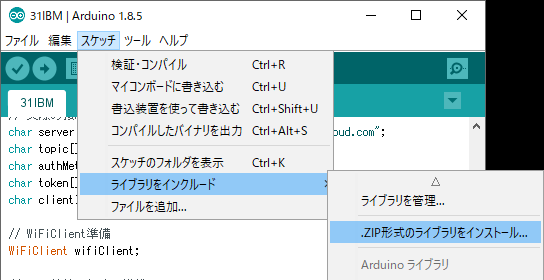 31IBM | Arduino 1.8.5
ファイル 編集 スケッチ ツール ヘルプ
検証・コンパイル Ctrl+R
マイコンボードに書き込む Ctrl+U
31IBM
書込装置を使って書き込む Ctrl+Shift+U
コンパイルしたバイナリを出力 Ctrl+Alt+S
char server oud.com";
char topic[]
スケッチのフォルダを表示 Ctrl+K
char authMet
ライブラリをインクルード
char token[]
ファイルを追加...
char client
ライブラリを管理...
// WiFiClient準備
.ZIP形式のライブラリをインストール...
WiFiClient wifiClient;
Arduino ライブラリ